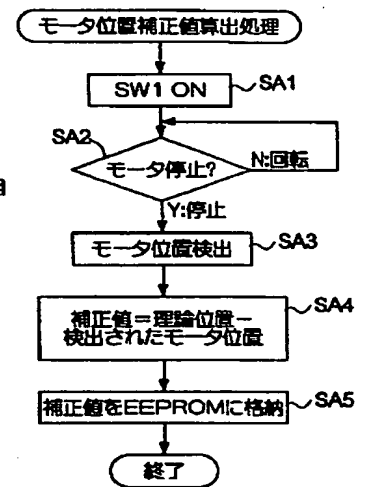 モータ位置補正値算出処理
SW1 ON
SA1
SA2
モータ停止?
N:回転
Y:停止
モータ位置検出
SA3
補正値=理論位置-
検出されたモータ位置
SA4
補正値をEEPROMに格納
SA5
終了